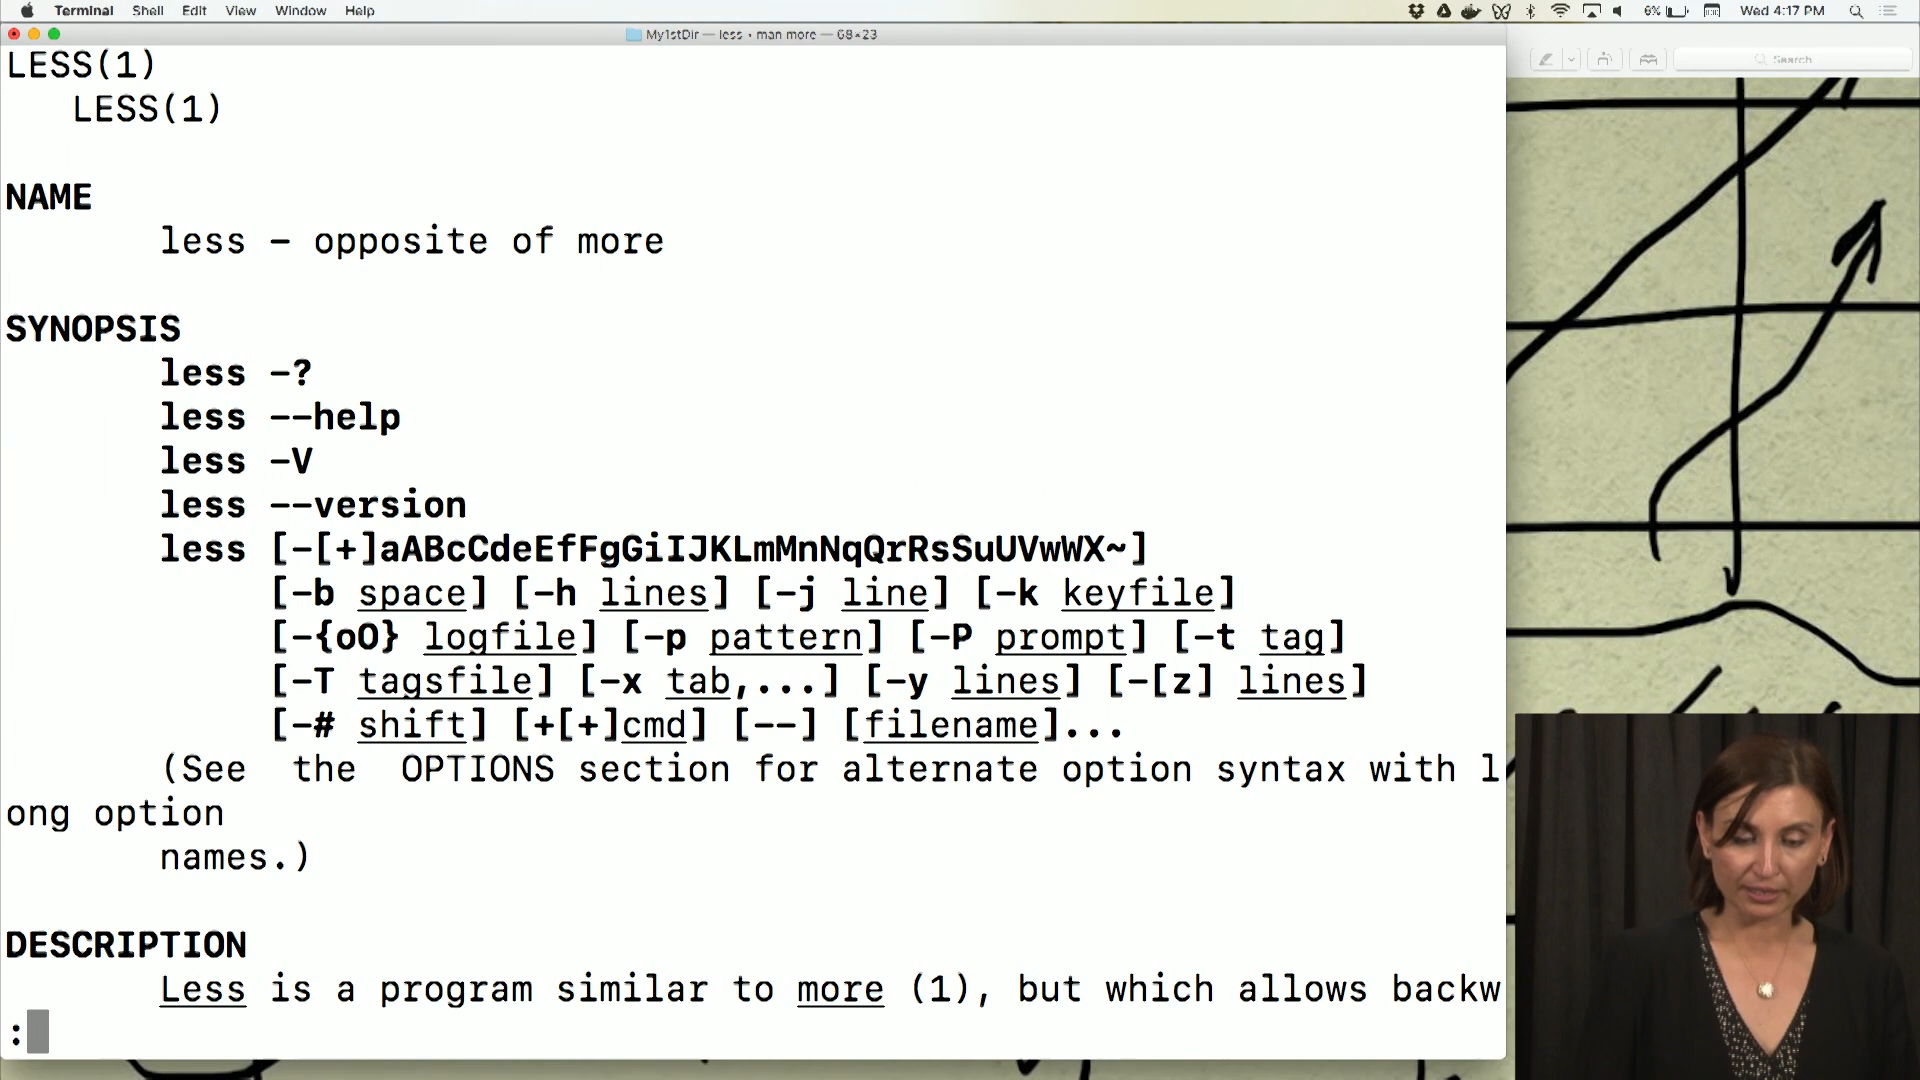 Terminal Shell Edit View Window Help 6% Wed 4:17 PM
My1stDir — less • man more — 68×23
Search
LESS(1)
LESS(1)
NAME
less - opposite of more
SYNOPSIS
less -?
less --help
less -V
less --version
less [-[+]aABcCdeEfFgGiIJKLmMnNqQrRsSuUVwWX~]
[-b space] [-h lines] [-j line] [-k keyfile]
[-{oO} logfile] [-p pattern] [-P prompt] [-t tag]
[-T tagsfile] [-x tab,...] [-y lines] [-[z] lines]
[-# shift] [+[+]cmd] [--] [filename]...
(See the OPTIONS section for alternate option syntax with l
ong option
names.)
DESCRIPTION
Less is a program similar to more (1), but which allows backw
: